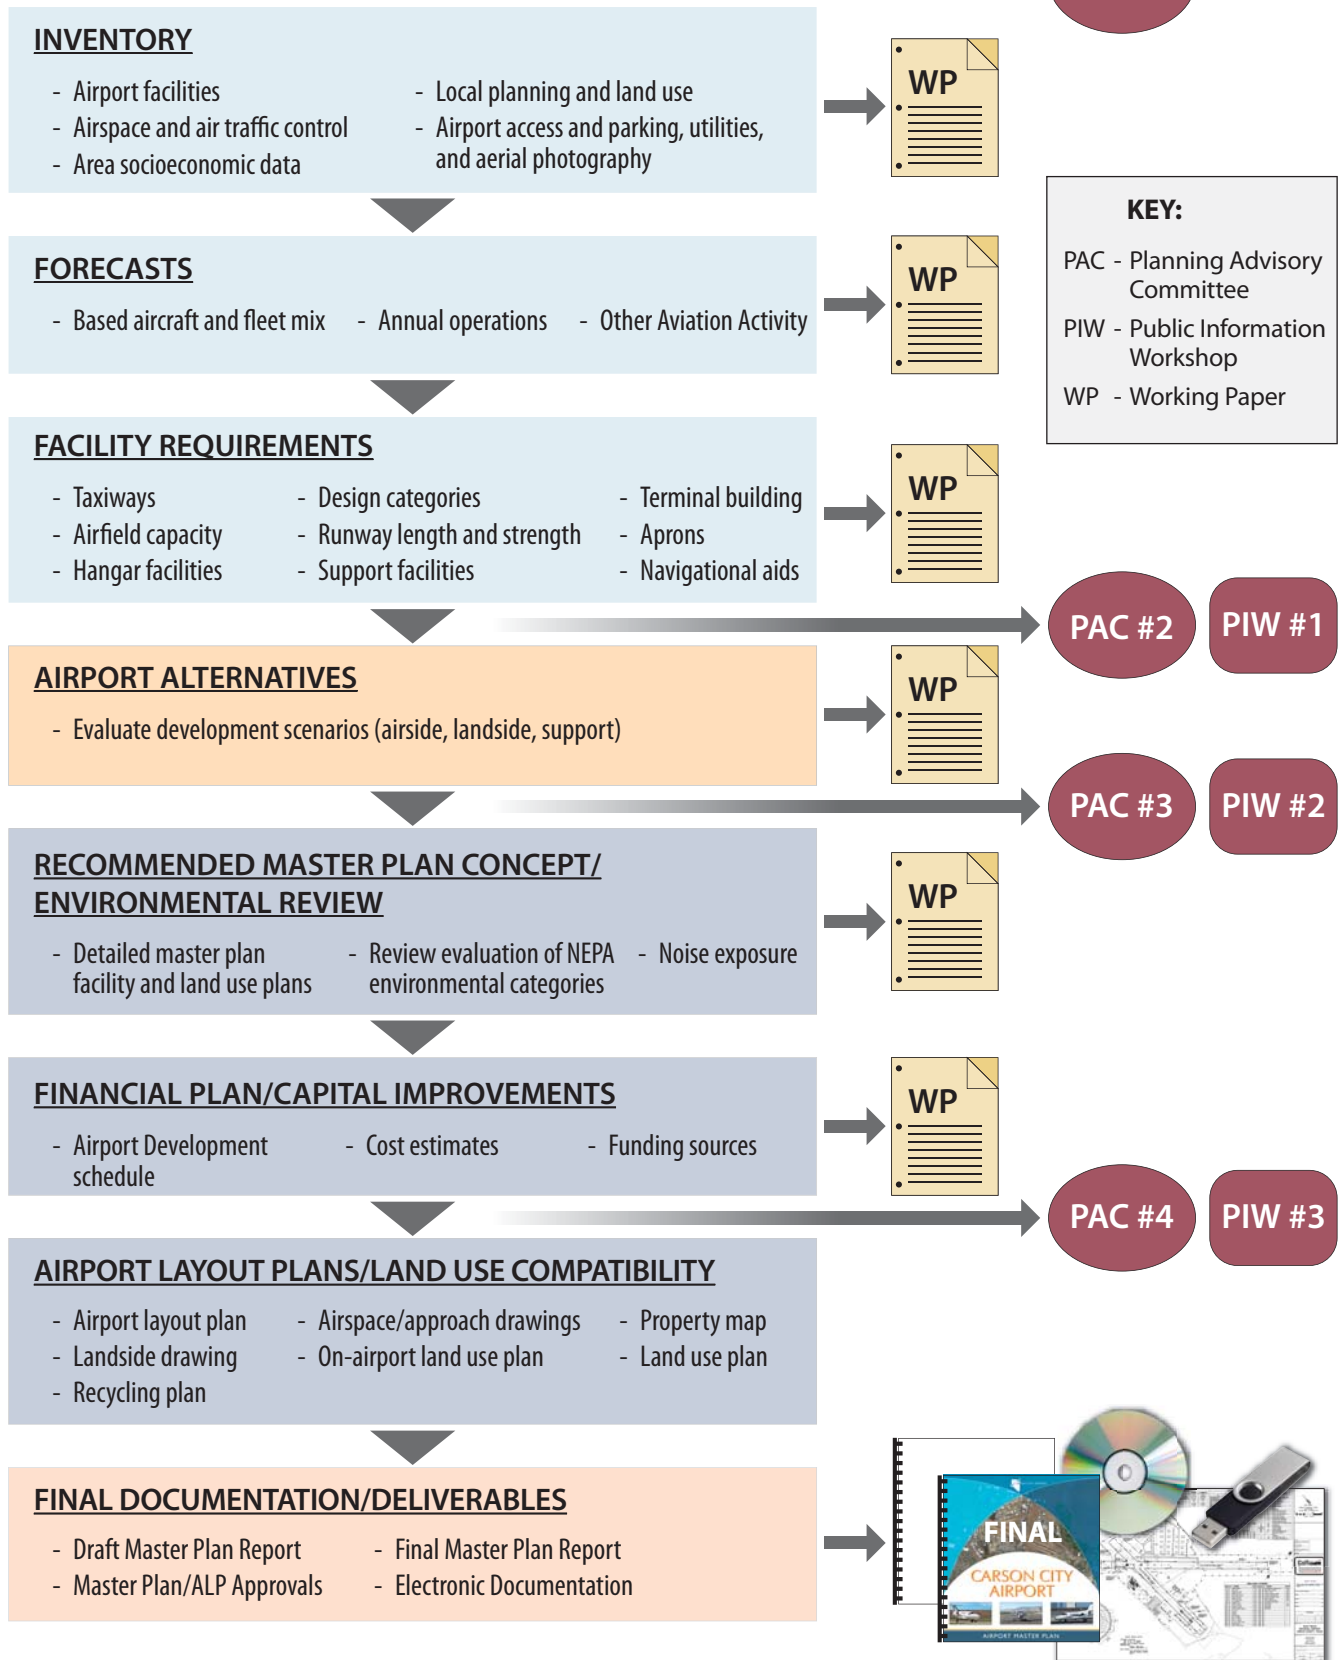 INVENTORY
- Airport facilities
- Airspace and air traffic control
- Area socioeconomic data
- Local planning and land use
- Airport access and parking, utilities,
and aerial photography
WP
KEY:
PAC - Planning Advisory
Committee
PIW - Public Information
Workshop
WP - Working Paper
FORECASTS
- Based aircraft and fleet mix - Annual operations - Other Aviation Activity
WP
FACILITY REQUIREMENTS
- Taxiways
- Airfield capacity
- Hangar facilities
- Design categories
- Runway length and strength
- Support facilities
- Terminal building
- Aprons
- Navigational aids
WP
PAC #2
PIW #1
AIRPORT ALTERNATIVES
- Evaluate development scenarios (airside, landside, support)
WP
PAC #3
PIW #2
RECOMMENDED MASTER PLAN CONCEPT/
ENVIRONMENTAL REVIEW
- Detailed master plan
facility and land use plans
- Review evaluation of NEPA
environmental categories
- Noise exposure
WP
FINANCIAL PLAN/CAPITAL IMPROVEMENTS
- Airport Development
schedule
- Cost estimates
- Funding sources
WP
PAC #4
PIW #3
AIRPORT LAYOUT PLANS/LAND USE COMPATIBILITY
- Airport layout plan
- Landside drawing
- Recycling plan
- Airspace/approach drawings
- On-airport land use plan
- Property map
- Land use plan
FINAL DOCUMENTATION/DELIVERABLES
- Draft Master Plan Report
- Master Plan/ALP Approvals
- Final Master Plan Report
- Electronic Documentation
FINAL
CARSON CITY
AIRPORT
AIRPORT MASTER PLAN